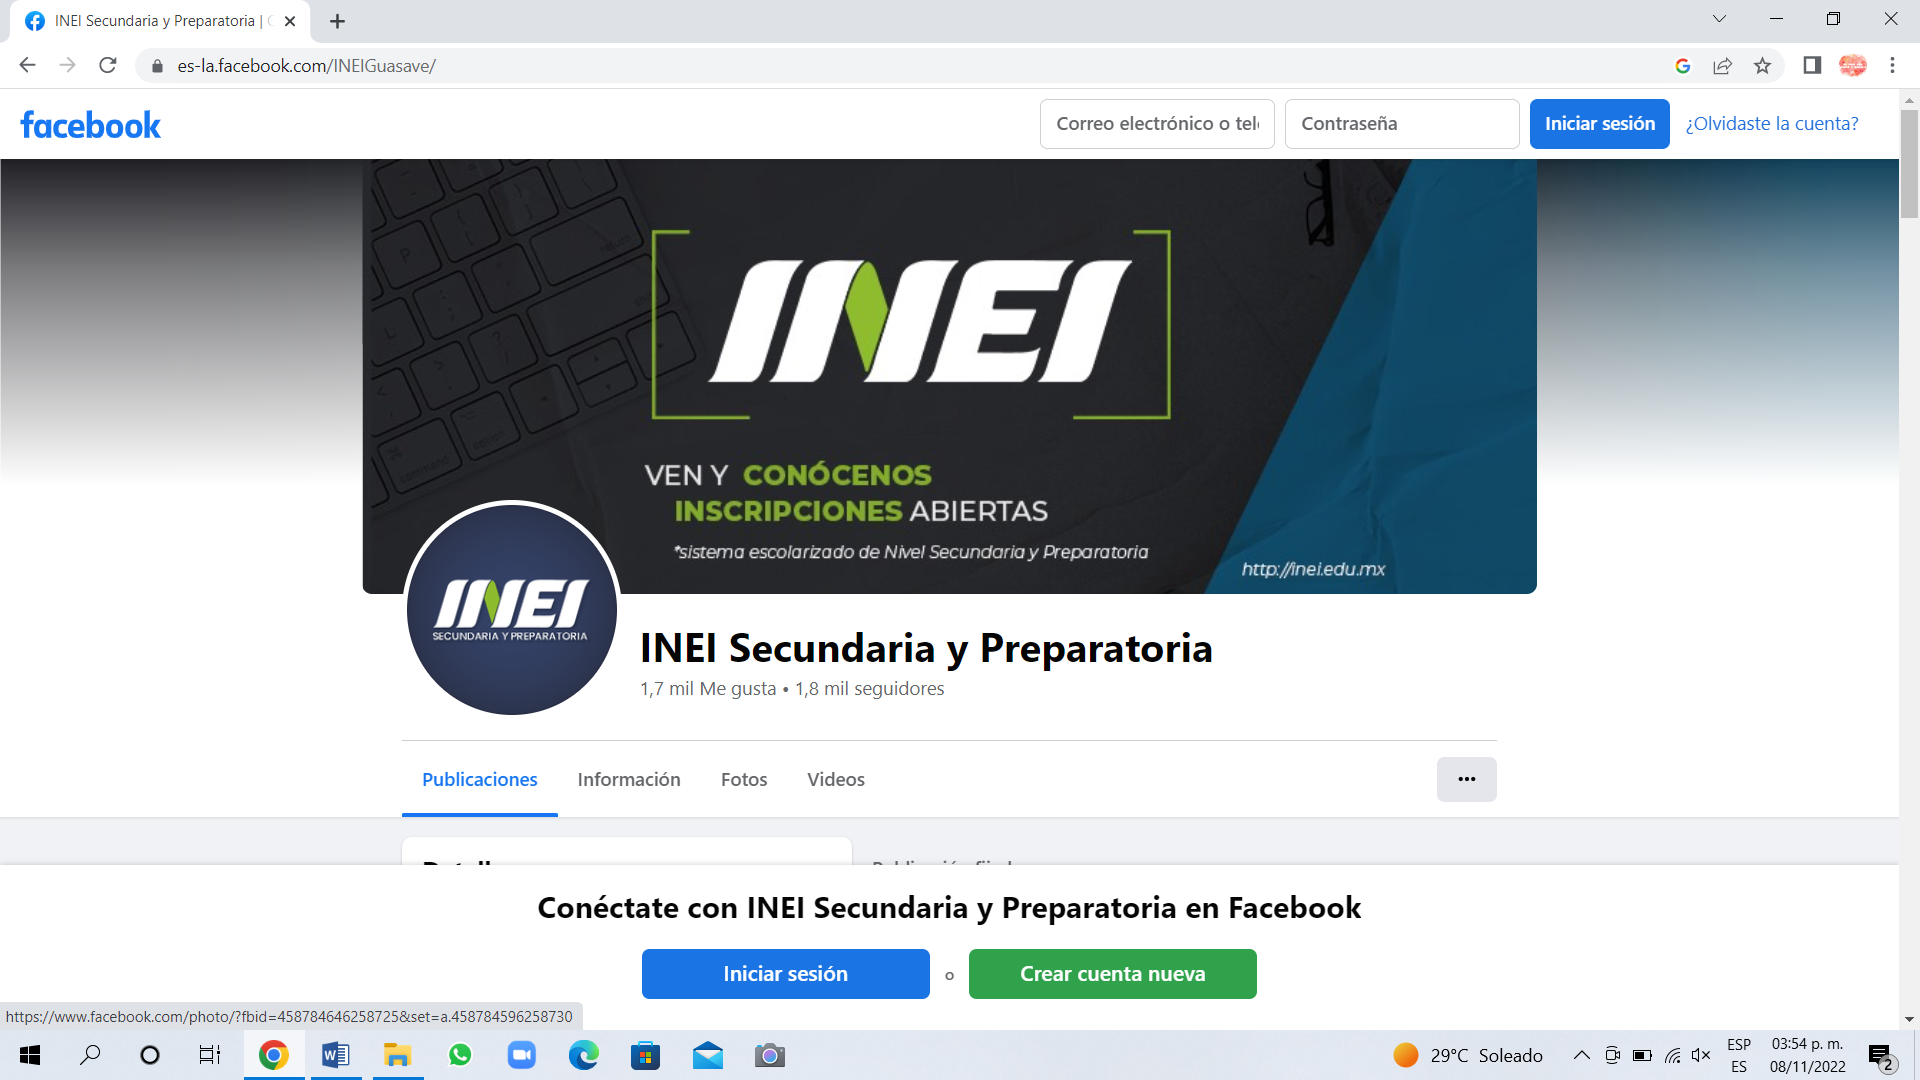 INEI Secundaria y Preparatoria |
es-la.facebook.com/INEIGuasave/
facebook
Correo electrónico o tel
Contraseña
Iniciar sesión
¿Olvidaste la cuenta?
INEI
VEN Y CONÓCENOS
INSCRIPCIONES ABIERTAS
*sistema escolarizado de Nivel Secundaria y Preparatoria
http://inei.edu.mx
INEI
SECUNDARIA Y PREPARATORIA
INEI Secundaria y Preparatoria
1,7 mil Me gusta • 1,8 mil seguidores
Publicaciones
Información
Fotos
Videos
Conéctate con INEI Secundaria y Preparatoria en Facebook
Iniciar sesión
o
Crear cuenta nueva
https://www.facebook.com/photo/?fbid=458784646258725&set=a.458784596258730
29°C Soleado
ESP
ES
03:54 p. m.
08/11/2022
2